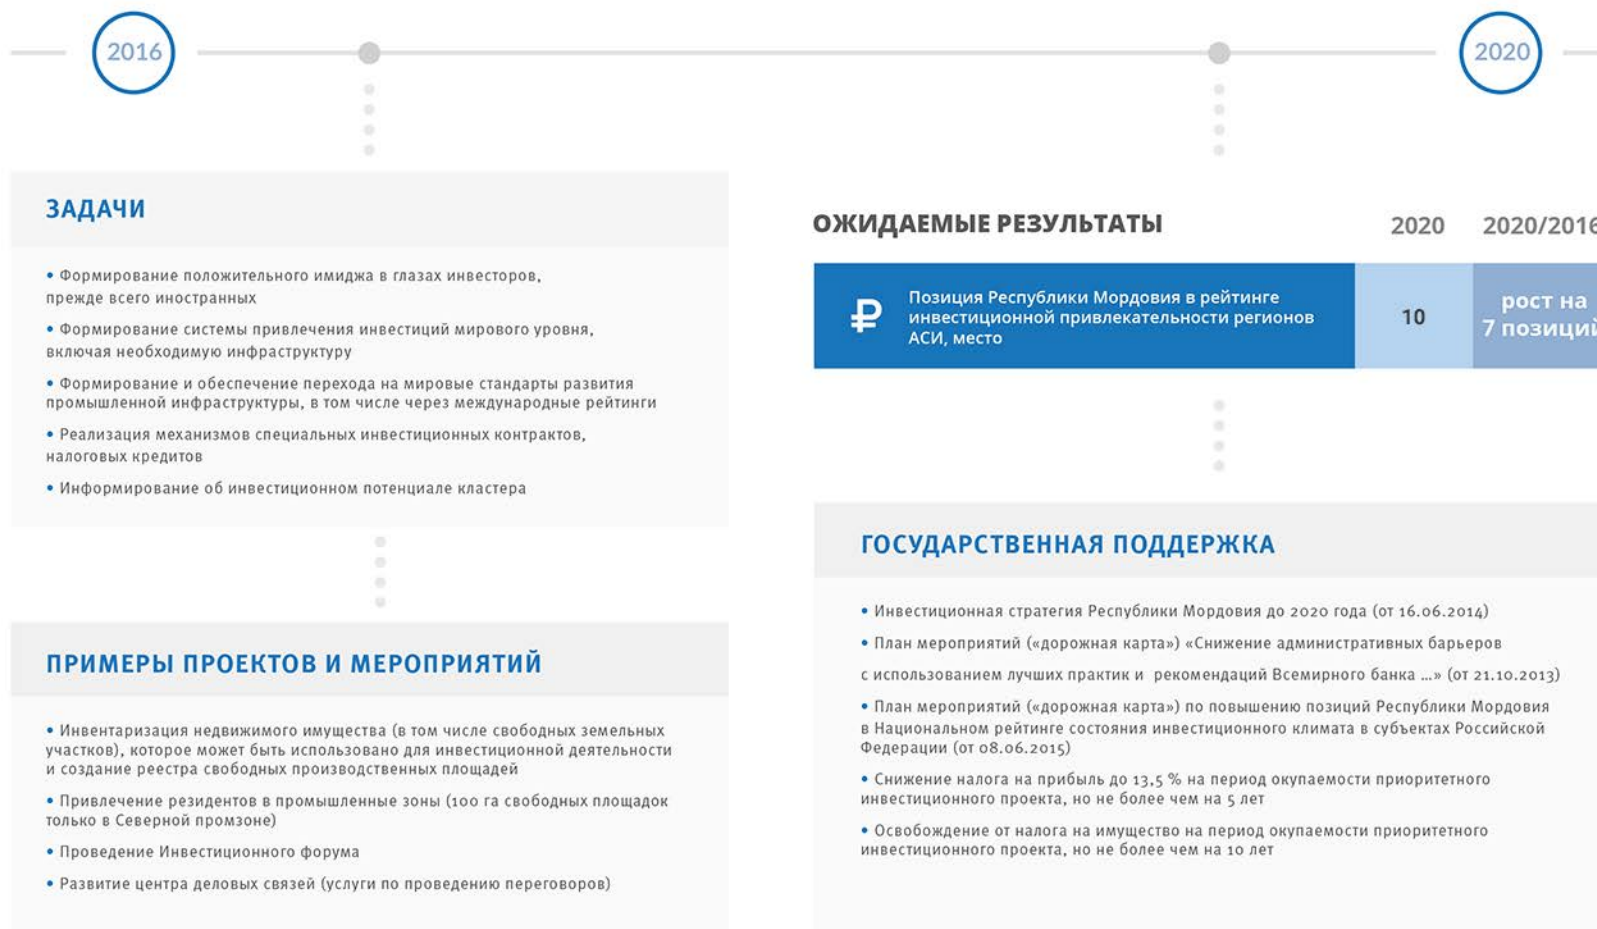 2016
2020
ЗАДАЧИ
• Формирование положительного имиджа в глазах инвесторов,
прежде всего иностранных
• Формирование системы привлечения инвестиций мирового уровня,
включая необходимую инфраструктуру
• Формирование и обеспечение перехода на мировые стандарты развития
промышленной инфраструктуры, в том числе через международные рейтинги
• Реализация механизмов специальных инвестиционных контрактов,
налоговых кредитов
• Информирование об инвестиционном потенциале кластера
ПРИМЕРЫ ПРОЕКТОВ И МЕРОПРИЯТИЙ
• Инвентаризация недвижимого имущества (в том числе свободных земельных
участков), которое может быть использовано для инвестиционной деятельности
и создание реестра свободных производственных площадей
• Привлечение резидентов в промышленные зоны (100 га свободных площадок
только в Северной промзоне)
• Проведение Инвестиционного форума
• Развитие центра деловых связей (услуги по проведению переговоров)
ОЖИДАЕМЫЕ РЕЗУЛЬТАТЫ 2020 2020/2016
₽
Позиция Республики Мордовия в рейтинге
инвестиционной привлекательности регионов
АСИ, место
10
рост на
7 позиций
ГОСУДАРСТВЕННАЯ ПОДДЕРЖКА
• Инвестиционная стратегия Республики Мордовия до 2020 года (от 16.06.2014)
• План мероприятий («дорожная карта») «Снижение административных барьеров
с использованием лучших практик и рекомендаций Всемирного банка ...» (от 21.10.2013)
• План мероприятий («дорожная карта») по повышению позиций Республики Мордовия
в Национальном рейтинге состояния инвестиционного климата в субъектах Российской
Федерации (от 08.06.2015)
• Снижение налога на прибыль до 13,5 % на период окупаемости приоритетного
инвестиционного проекта, но не более чем на 5 лет
• Освобождение от налога на имущество на период окупаемости приоритетного
инвестиционного проекта, но не более чем на 10 лет